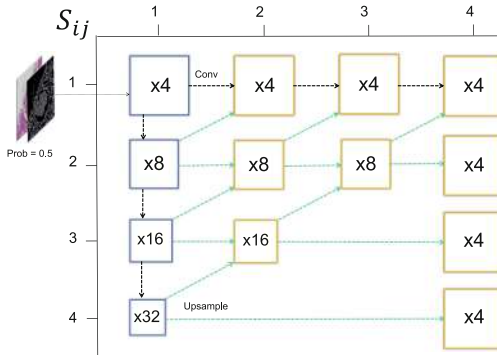 S_ij 1 2 3 4
1 x4 Conv x4 x4 x4
Prob = 0.5
2 x8 x8 x8 x4
3 x16 x16 x4
Upsample
4 x32 x4